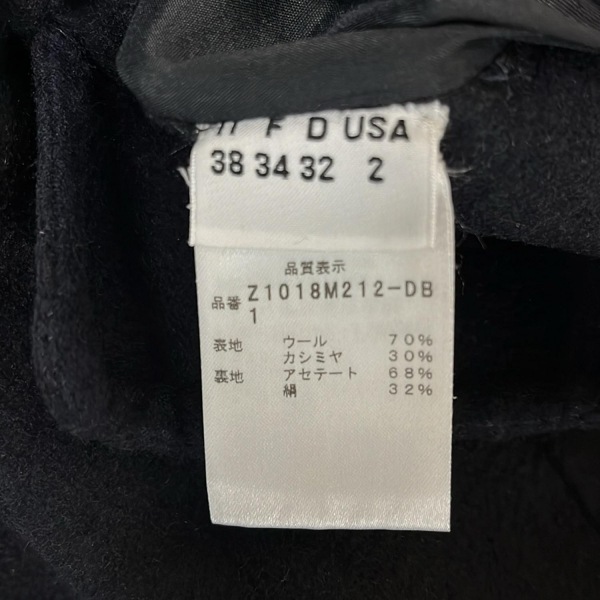 F D USA
38 34 32 2
品質表示
品番 Z1018M212-DB
1
表地 ウール 70%
カシミヤ 30%
裏地 アセテート 68%
絹 32%